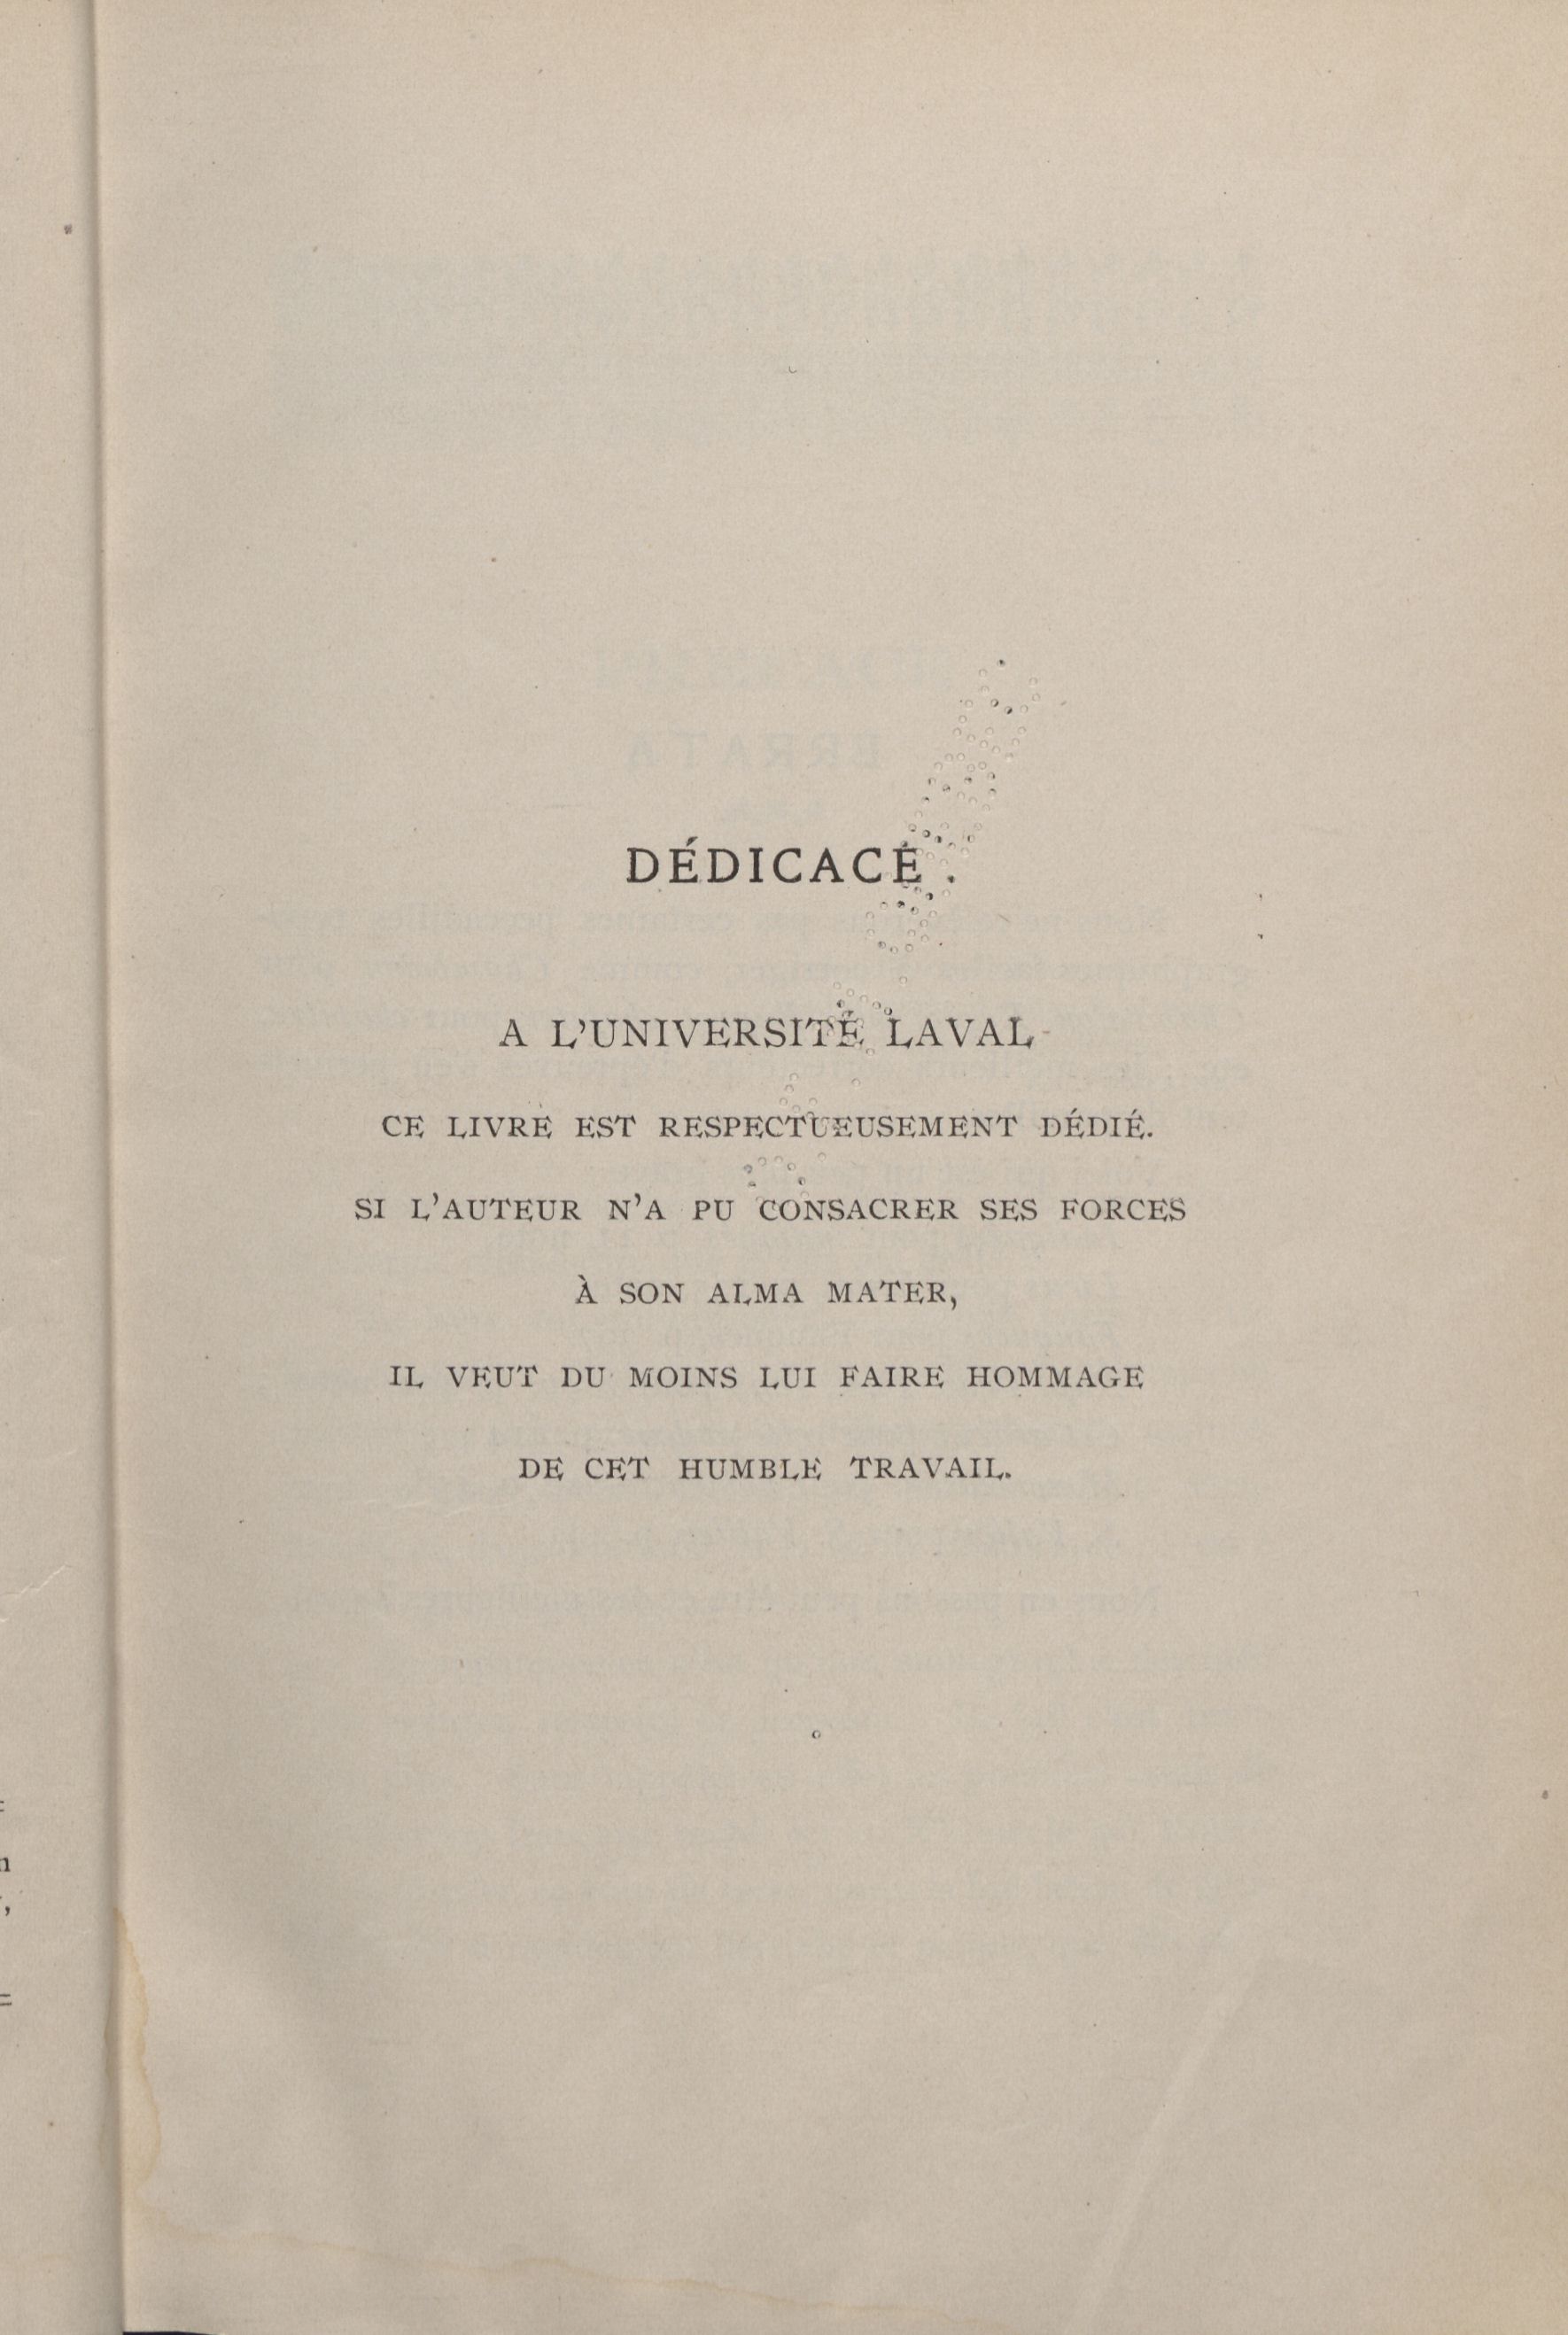 DÉDICACE.
A L'UNIVERSITÉ LAVAL
CE LIVRE EST RESPECTUEUSEMENT DÉDIÉ.
SI L'AUTEUR N'A PU CONSACRER SES FORCES
À SON ALMA MATER,
IL VEUT DU MOINS LUI FAIRE HOMMAGE
DE CET HUMBLE TRAVAIL.